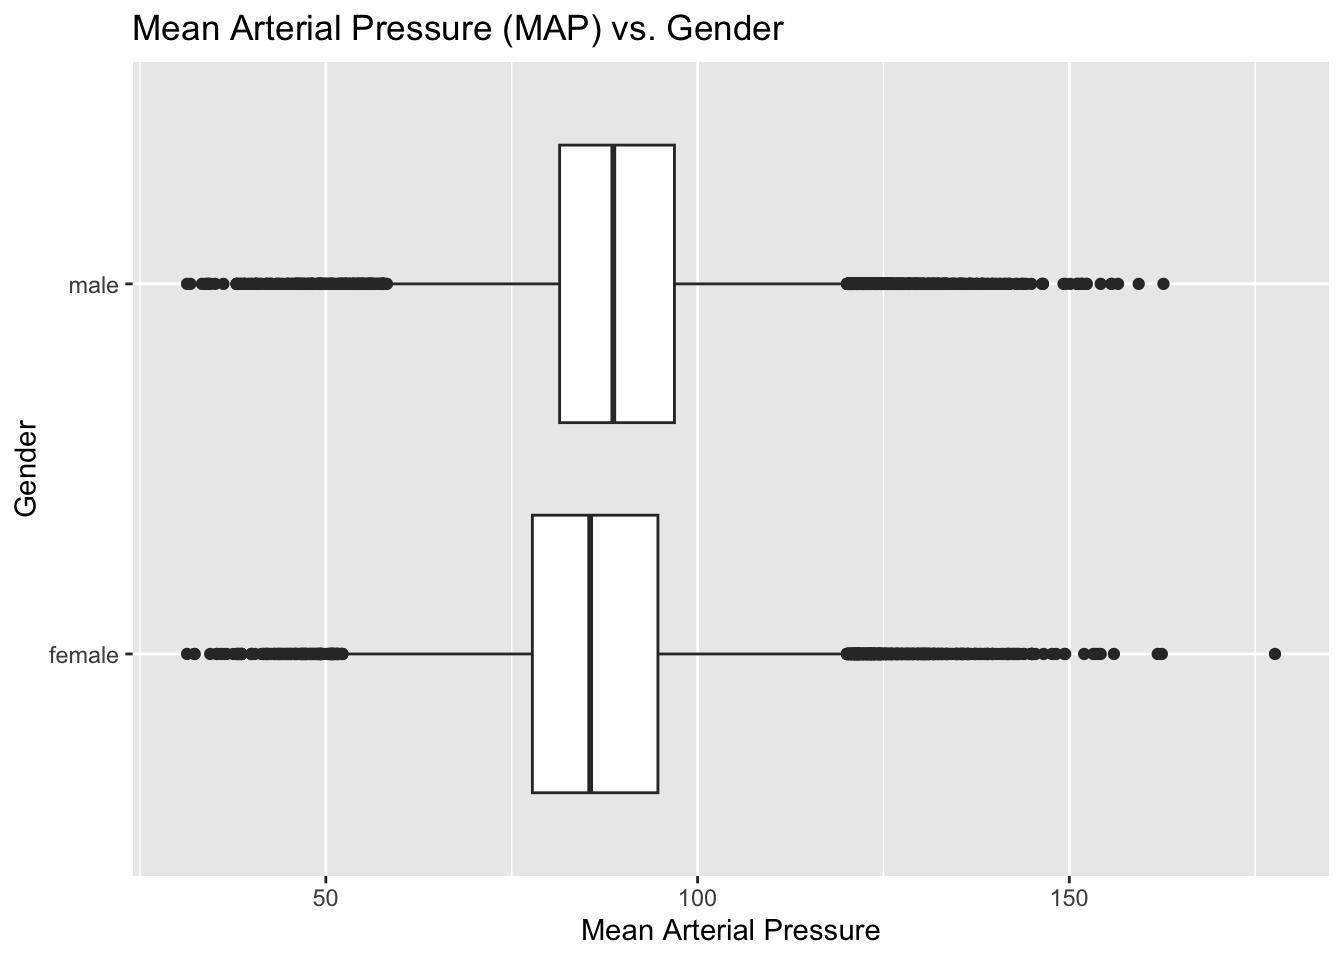 Mean Arterial Pressure (MAP) vs. Gender
male
Gender
female
50 100 150
Mean Arterial Pressure